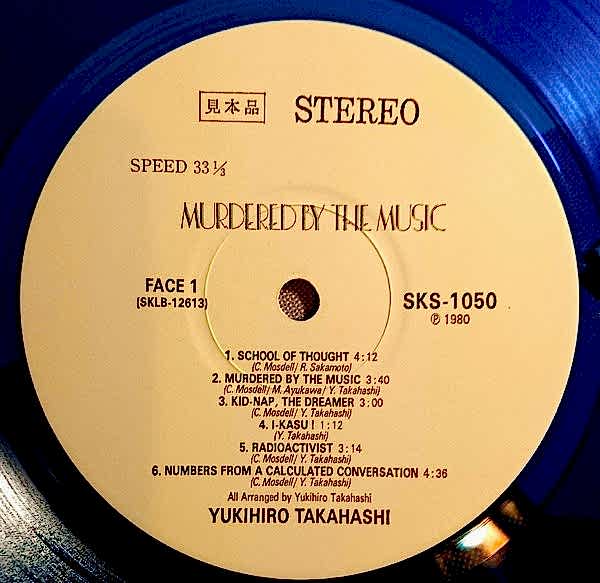 見本品 STEREO
SPEED 33 1/3
MURDERED BY THE MUSIC
FACE 1
(SKLB-12613)
SKS-1050
Ⓟ 1980
1. SCHOOL OF THOUGHT 4:12
(C. Mosdell/ R. Sakamoto)
2. MURDERED BY THE MUSIC 3:40
(C. Mosdell/ M. Ayukawa/ Y. Takahashi)
3. KID-NAP, THE DREAMER 3:00
(C. Mosdell/ Y. Takahashi)
4. I-KASU! 1:12
(Y. Takahashi)
5. RADIOACTIVIST 3:14
(C. Mosdell/ Y. Takahashi)
6. NUMBERS FROM A CALCULATED CONVERSATION 4:36
(C. Mosdell/ Y. Takahashi)
All Arranged by Yukihiro Takahashi
YUKIHIRO TAKAHASHI